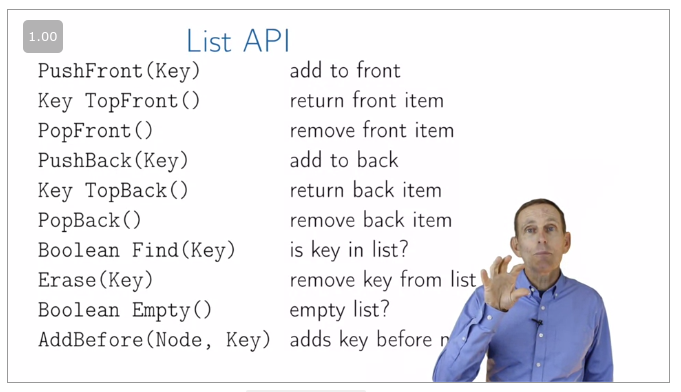 1.00
List API
PushFront(Key) add to front
Key TopFront() return front item
PopFront() remove front item
PushBack(Key) add to back
Key TopBack() return back item
PopBack() remove back item
Boolean Find(Key) is key in list?
Erase(Key) remove key from list
Boolean Empty() empty list?
AddBefore(Node, Key) adds key before